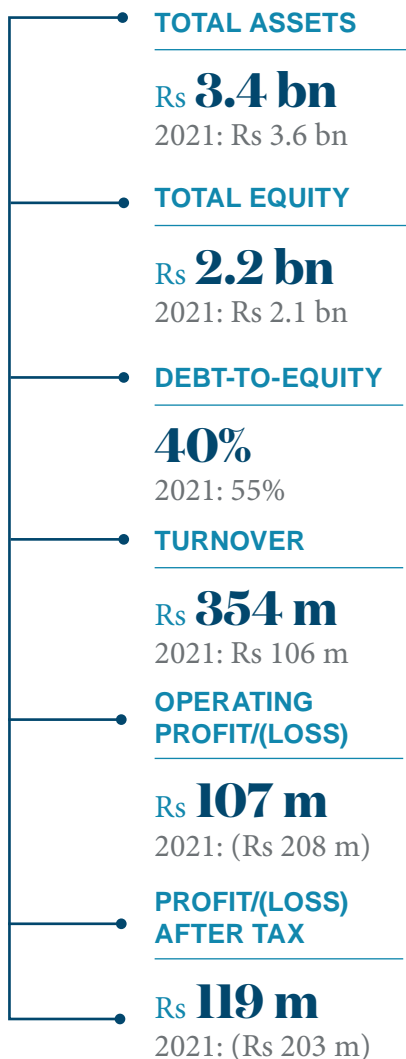 TOTAL ASSETS
Rs 3.4 bn
2021: Rs 3.6 bn
TOTAL EQUITY
Rs 2.2 bn
2021: Rs 2.1 bn
DEBT-TO-EQUITY
40%
2021: 55%
TURNOVER
Rs 354 m
2021: Rs 106 m
OPERATING
PROFIT/(LOSS)
Rs 107 m
2021: (Rs 208 m)
PROFIT/(LOSS)
AFTER TAX
Rs 119 m
2021: (Rs 203 m)